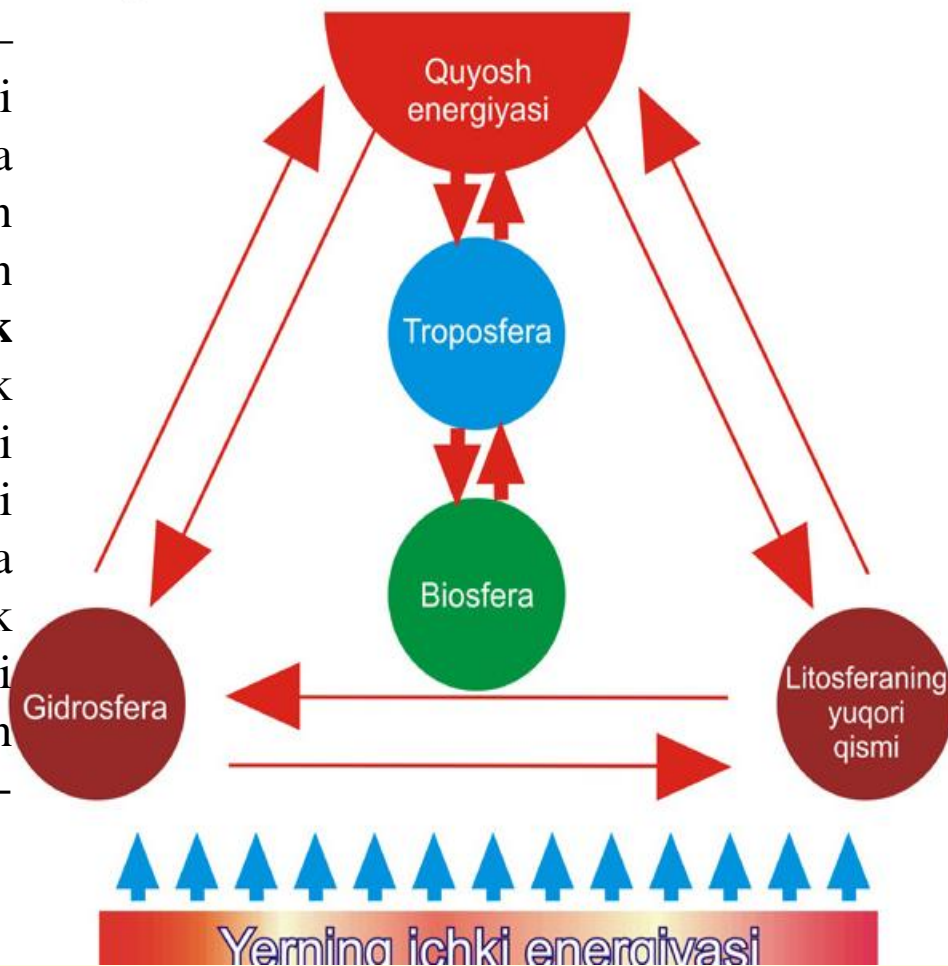 Quyosh
energiyasi
Troposfera
Biosfera
Gidrosfera
Litosferaning
yuqori
qismi
Yerning ichki energiyasi